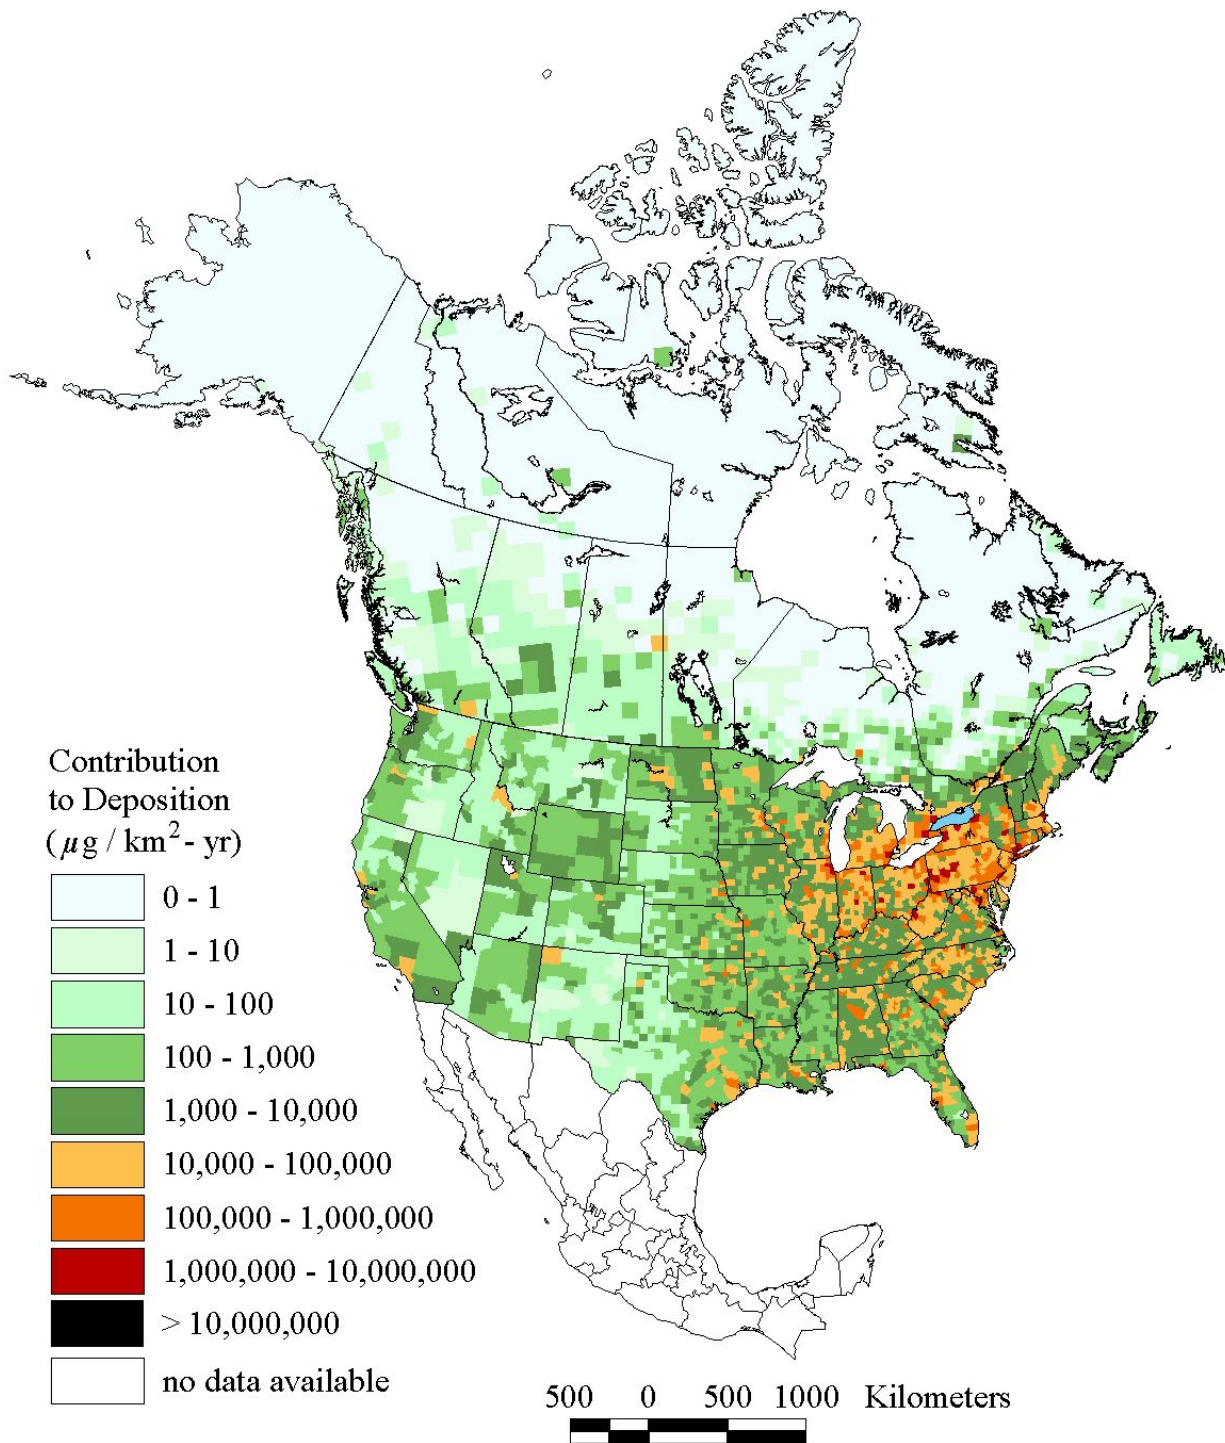 Contribution
to Deposition
(µg / km² - yr)
0 - 1
1 - 10
10 - 100
100 - 1,000
1,000 - 10,000
10,000 - 100,000
100,000 - 1,000,000
1,000,000 - 10,000,000
> 10,000,000
no data available
500 0 500 1000 Kilometers